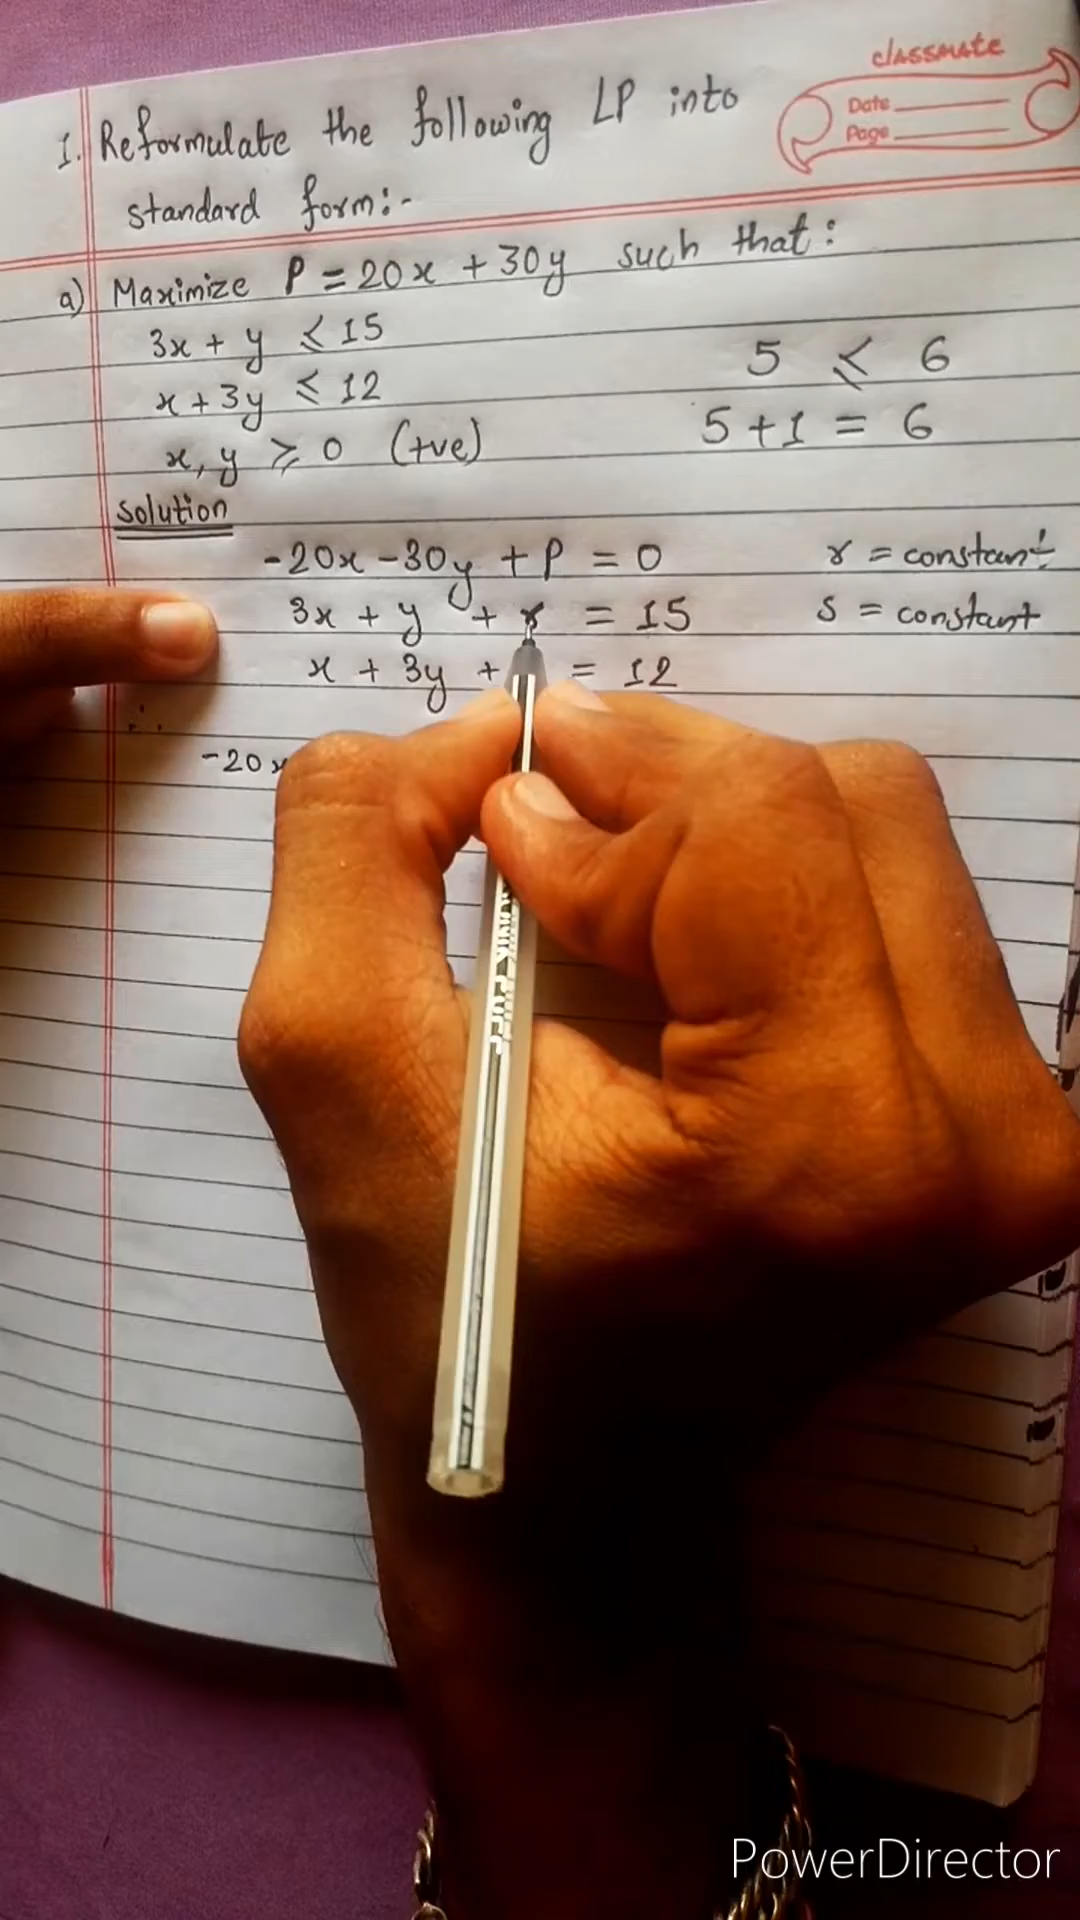 classmate
Date
Page
1. Reformulate the following LP into
standard form:-
a) Maximize P = 20x + 30y such that:
3x + y ≤ 15
x + 3y ≤ 12
x, y ≥ 0 (+ve)
5 ≤ 6
5+1 = 6
Solution
-20x -30y + P = 0
3x + y + r = 15
x + 3y + = 12
r = constant
s = constant
∴
-20x
PowerDirector